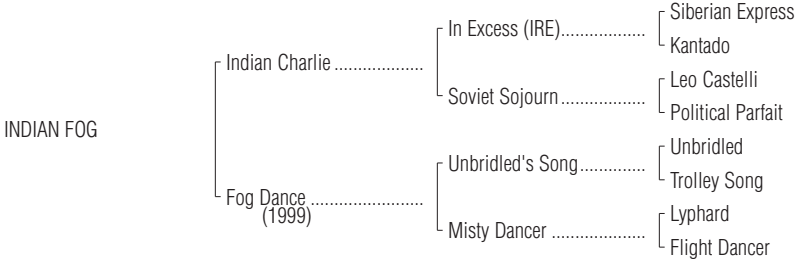 Siberian Express
In Excess (IRE)...................
Kantado
Indian Charlie ....................
Leo Castelli
Soviet Sojourn...................
Political Parfait
INDIAN FOG
Unbridled
Unbridled's Song...............
Trolley Song
Fog Dance .........................
(1999)
Lyphard
Misty Dancer .....................
Flight Dancer